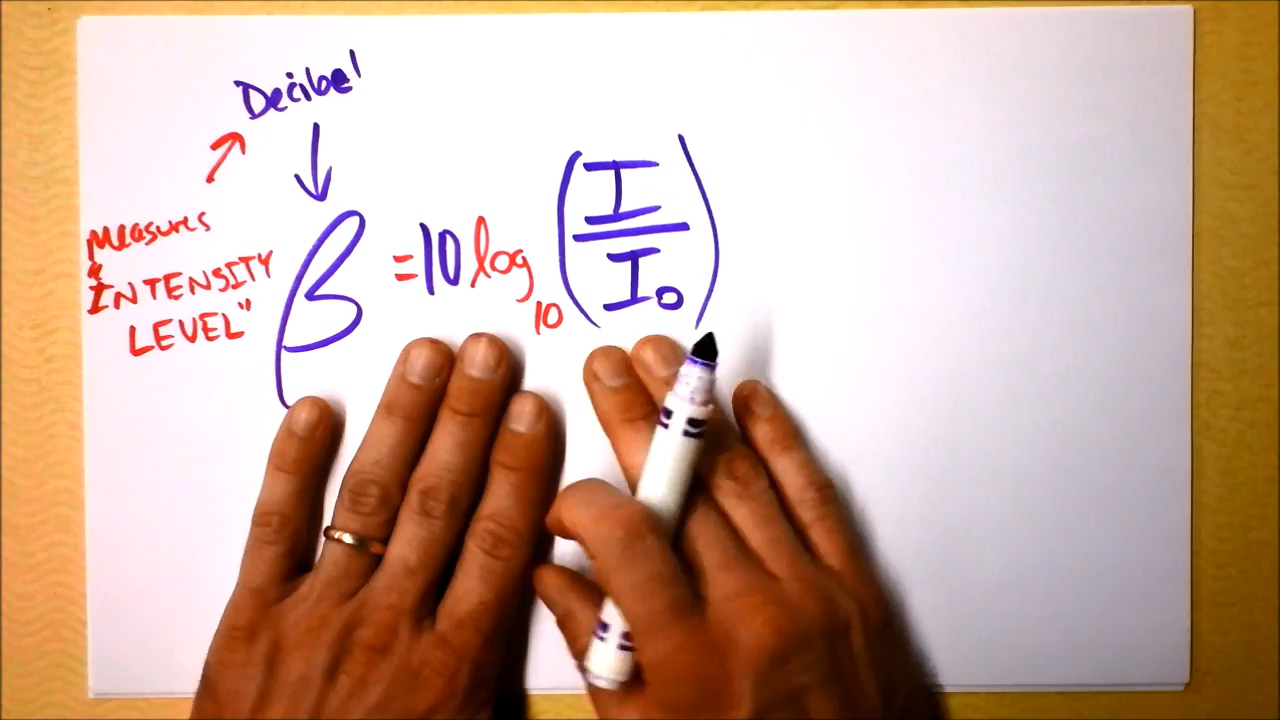 Decibel
Measures
"INTENSITY
LEVEL"
β = 10 log₁₀ (I / I₀)